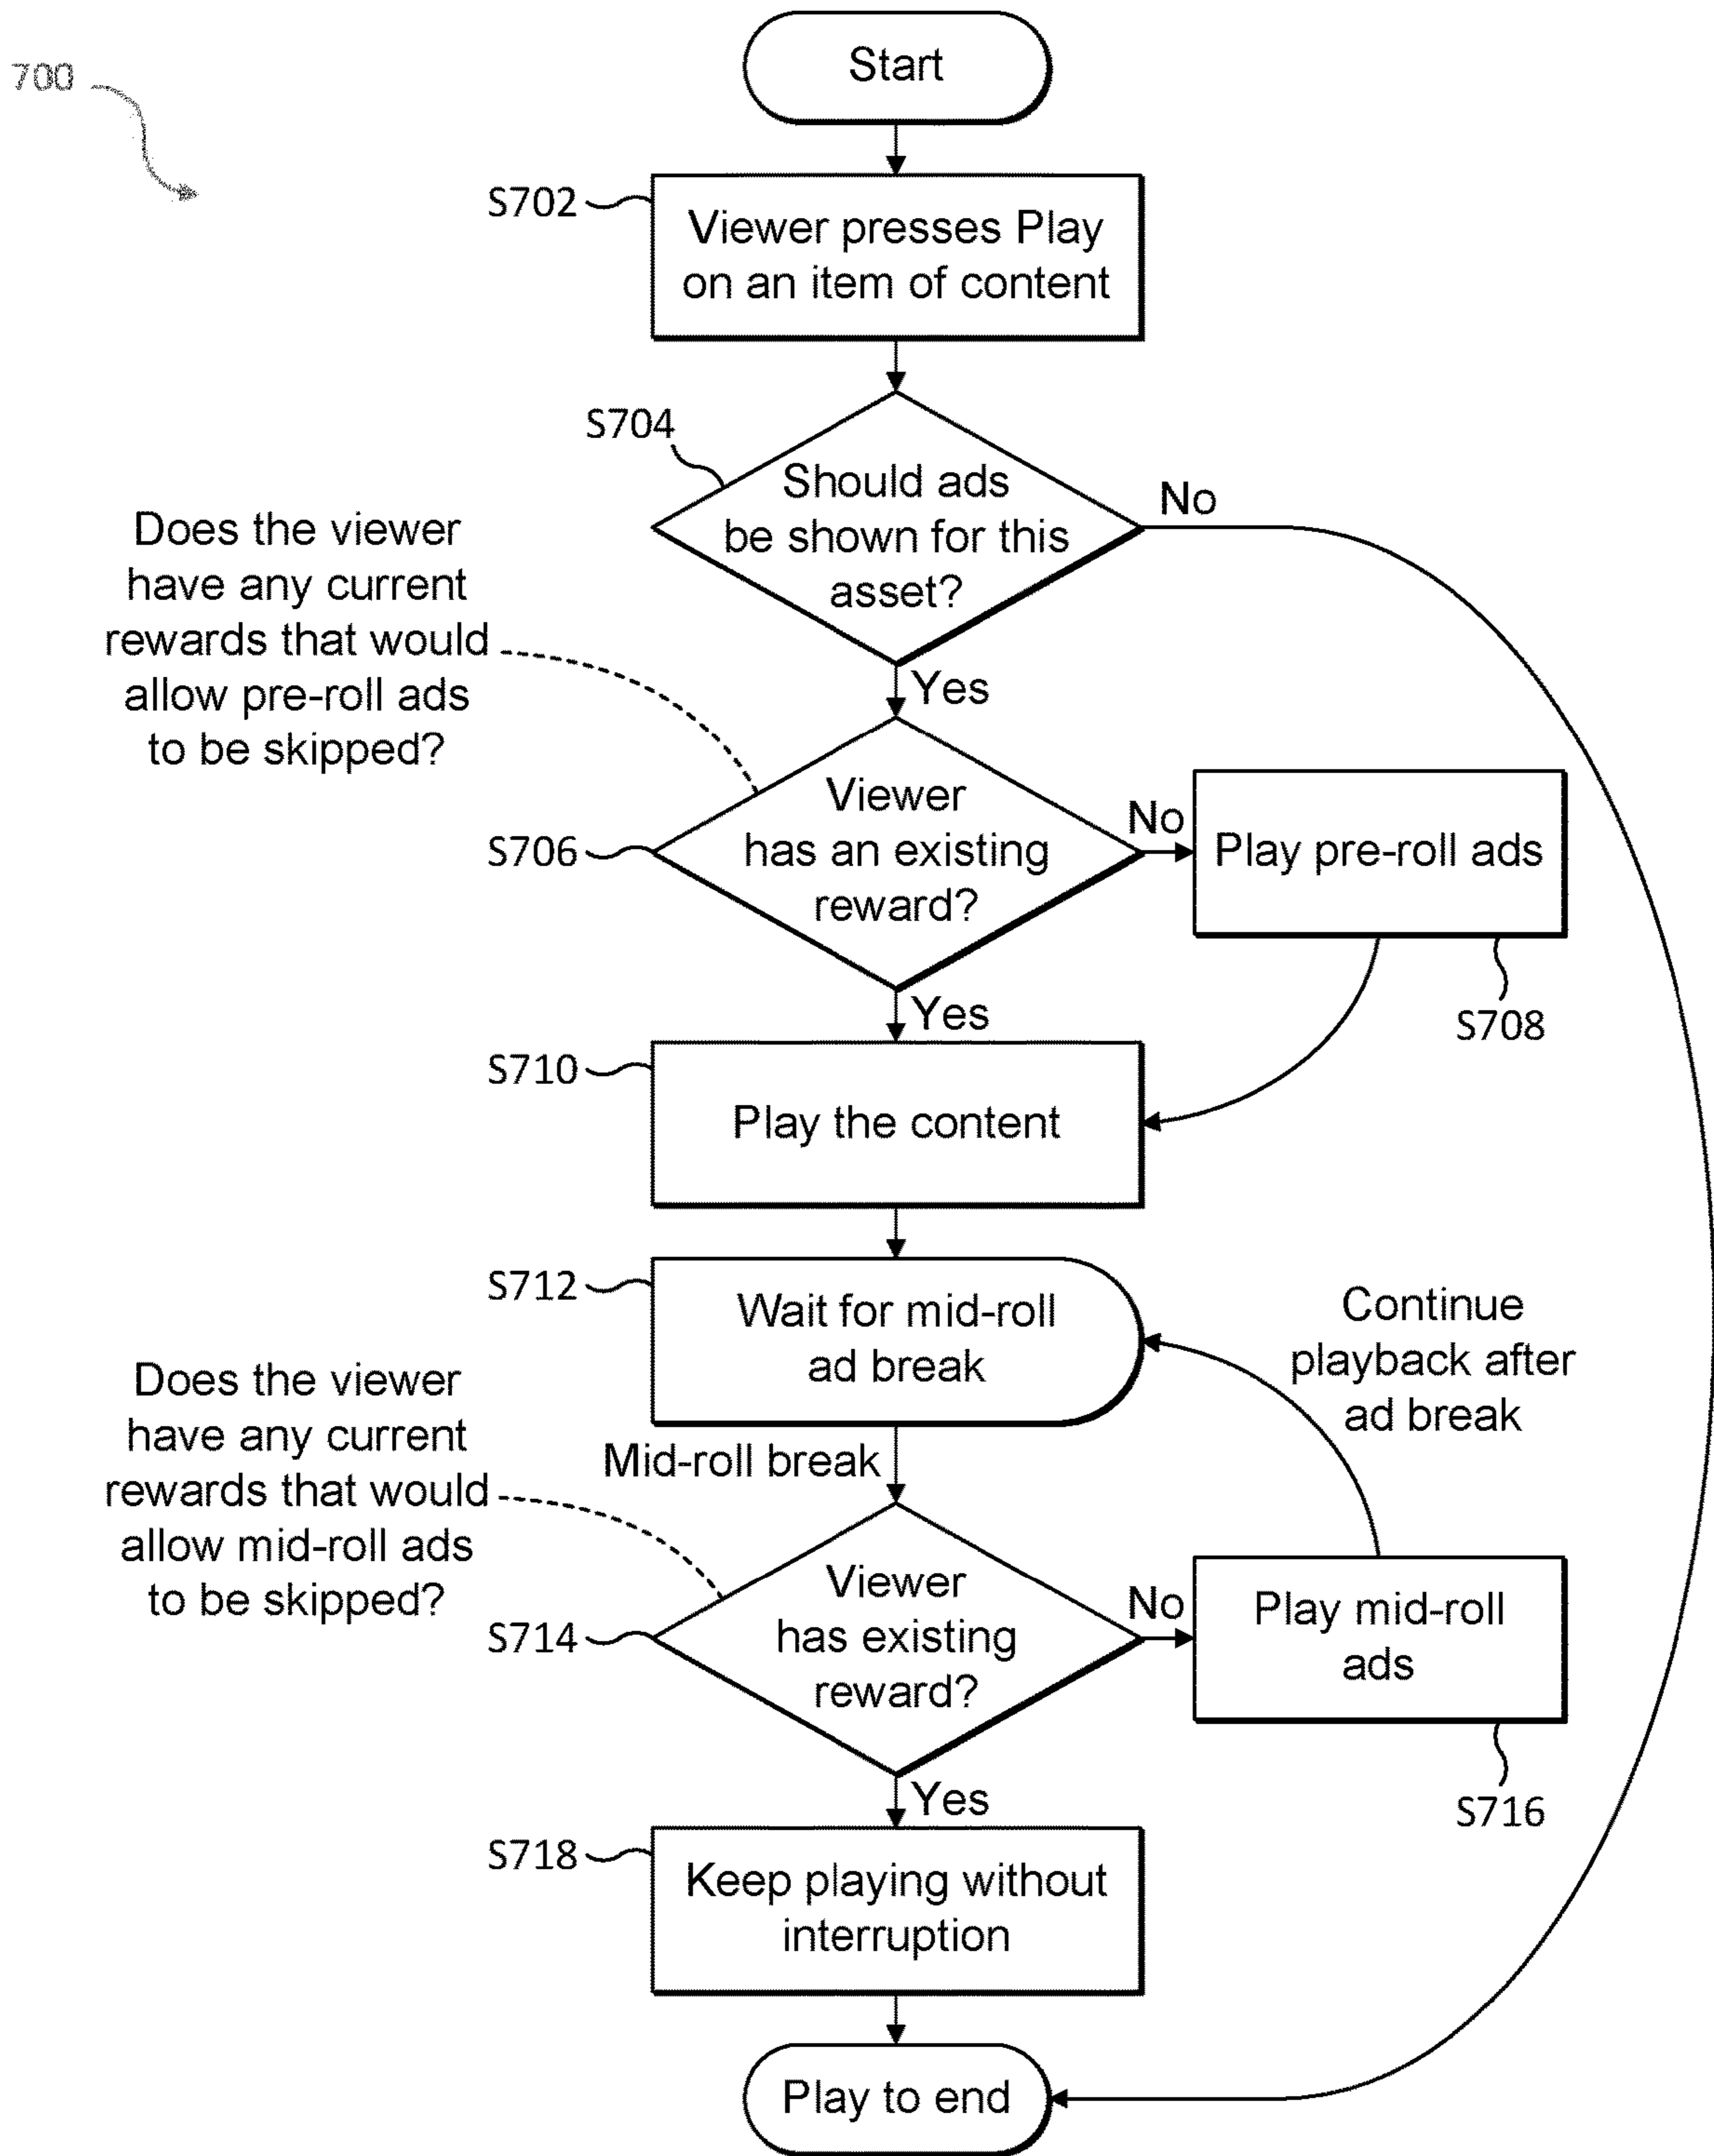 700
Start
S702
Viewer presses Play
on an item of content
S704
Should ads
be shown for this
asset?
No
Does the viewer
have any current
rewards that would
allow pre-roll ads
to be skipped?
Yes
S706
Viewer
has an existing
reward?
No
Play pre-roll ads
S708
Yes
S710
Play the content
S712
Wait for mid-roll
ad break
Continue
playback after
ad break
Mid-roll break
Does the viewer
have any current
rewards that would
allow mid-roll ads
to be skipped?
S714
Viewer
has existing
reward?
No
Play mid-roll
ads
S716
Yes
S718
Keep playing without
interruption
Play to end